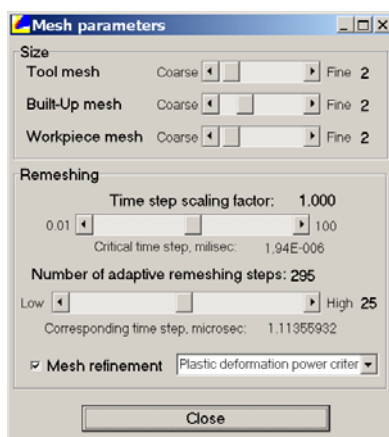 Mesh parameters
Size
Tool mesh Coarse Fine 2
Built-Up mesh Coarse Fine 2
Workpiece mesh Coarse Fine 2
Remeshing
Time step scaling factor: 1.000
0.01 100
Critical time step, milisec: 1,94E-006
Number of adaptive remeshing steps: 295
Low High 25
Corresponding time step, microsec: 1.11355932
Mesh refinement Plastic deformation power criter
Close